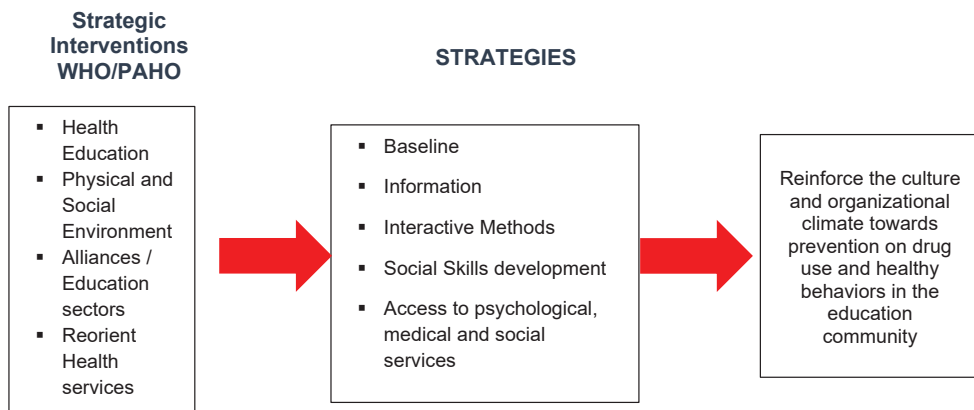 Strategic
Interventions
WHO/PAHO
▪ Health
Education
▪ Physical and
Social
Environment
▪ Alliances /
Education
sectors
▪ Reorient
Health
services
STRATEGIES
▪ Baseline
▪ Information
▪ Interactive Methods
▪ Social Skills development
▪ Access to psychological,
medical and social
services
Reinforce the culture
and organizational
climate towards
prevention on drug
use and healthy
behaviors in the
education
community